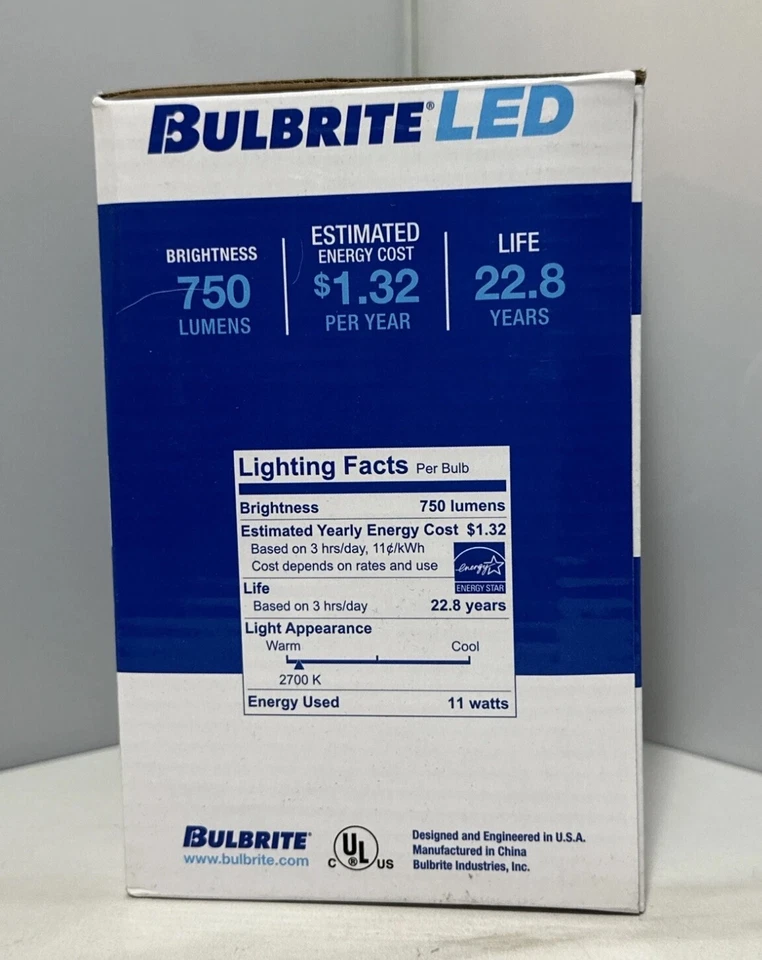 BULBRITE® LED
BRIGHTNESS
750
LUMENS
ESTIMATED
ENERGY COST
$1.32
PER YEAR
LIFE
22.8
YEARS
Lighting Facts Per Bulb
Brightness 750 lumens
Estimated Yearly Energy Cost $1.32
Based on 3 hrs/day, 11¢/kWh
Cost depends on rates and use
energy
ENERGY STAR
Life
Based on 3 hrs/day 22.8 years
Light Appearance
Warm Cool
2700 K
Energy Used 11 watts
BULBRITE®
www.bulbrite.com
C UL® US
Designed and Engineered in U.S.A.
Manufactured in China
Bulbrite Industries, Inc.